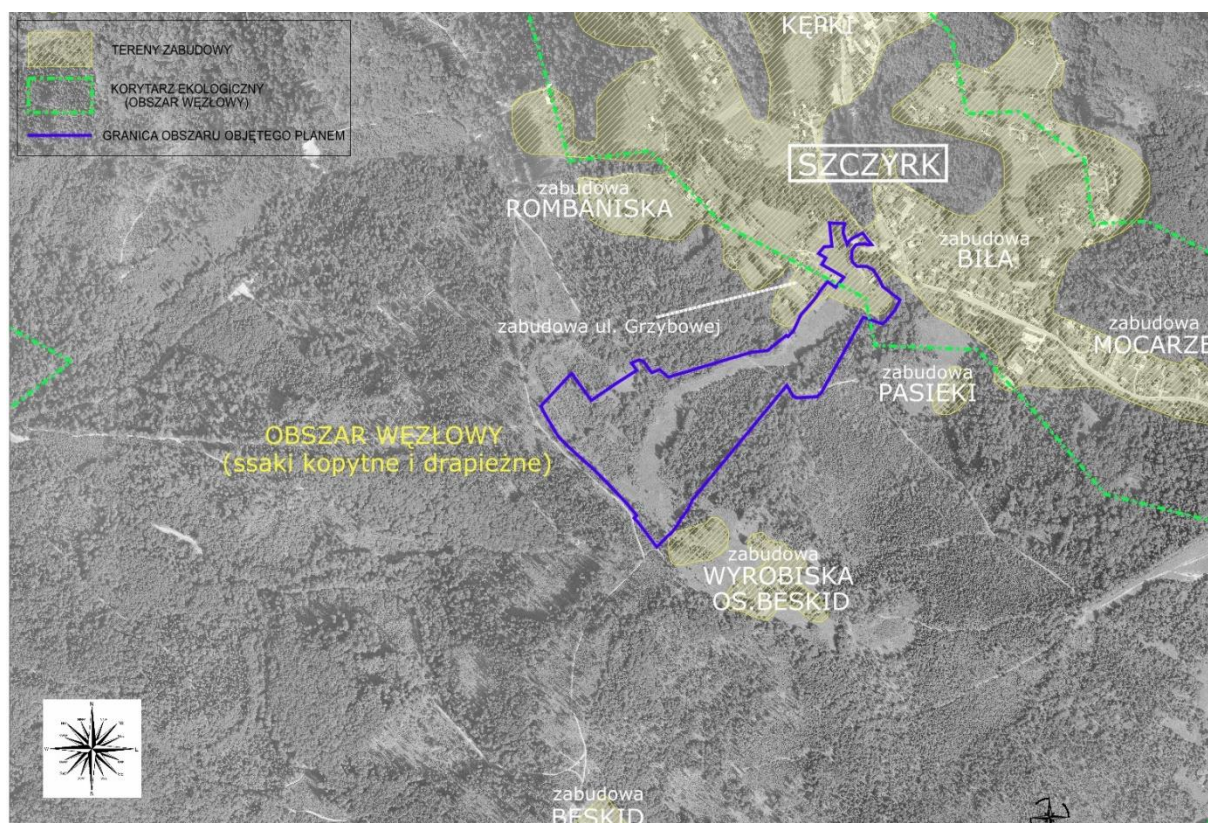 TERENY ZABUDOWY
KORYTARZ EKOLOGICZNY
(OBSZAR WĘZŁOWY)
GRANICA OBSZARU OBJĘTEGO PLANEM
KĘPKI
SZCZYRK
zabudowa
ROMBANISKA
zabudowa
BIŁA
zabudowa ul. Grzybowej
zabudowa
MOCARZE
zabudowa
PASIEKI
OBSZAR WĘZŁOWY
(ssaki kopytne i drapieżne)
zabudowa
WYROBISKA
OS.BESKID
zabudowa
BESKID